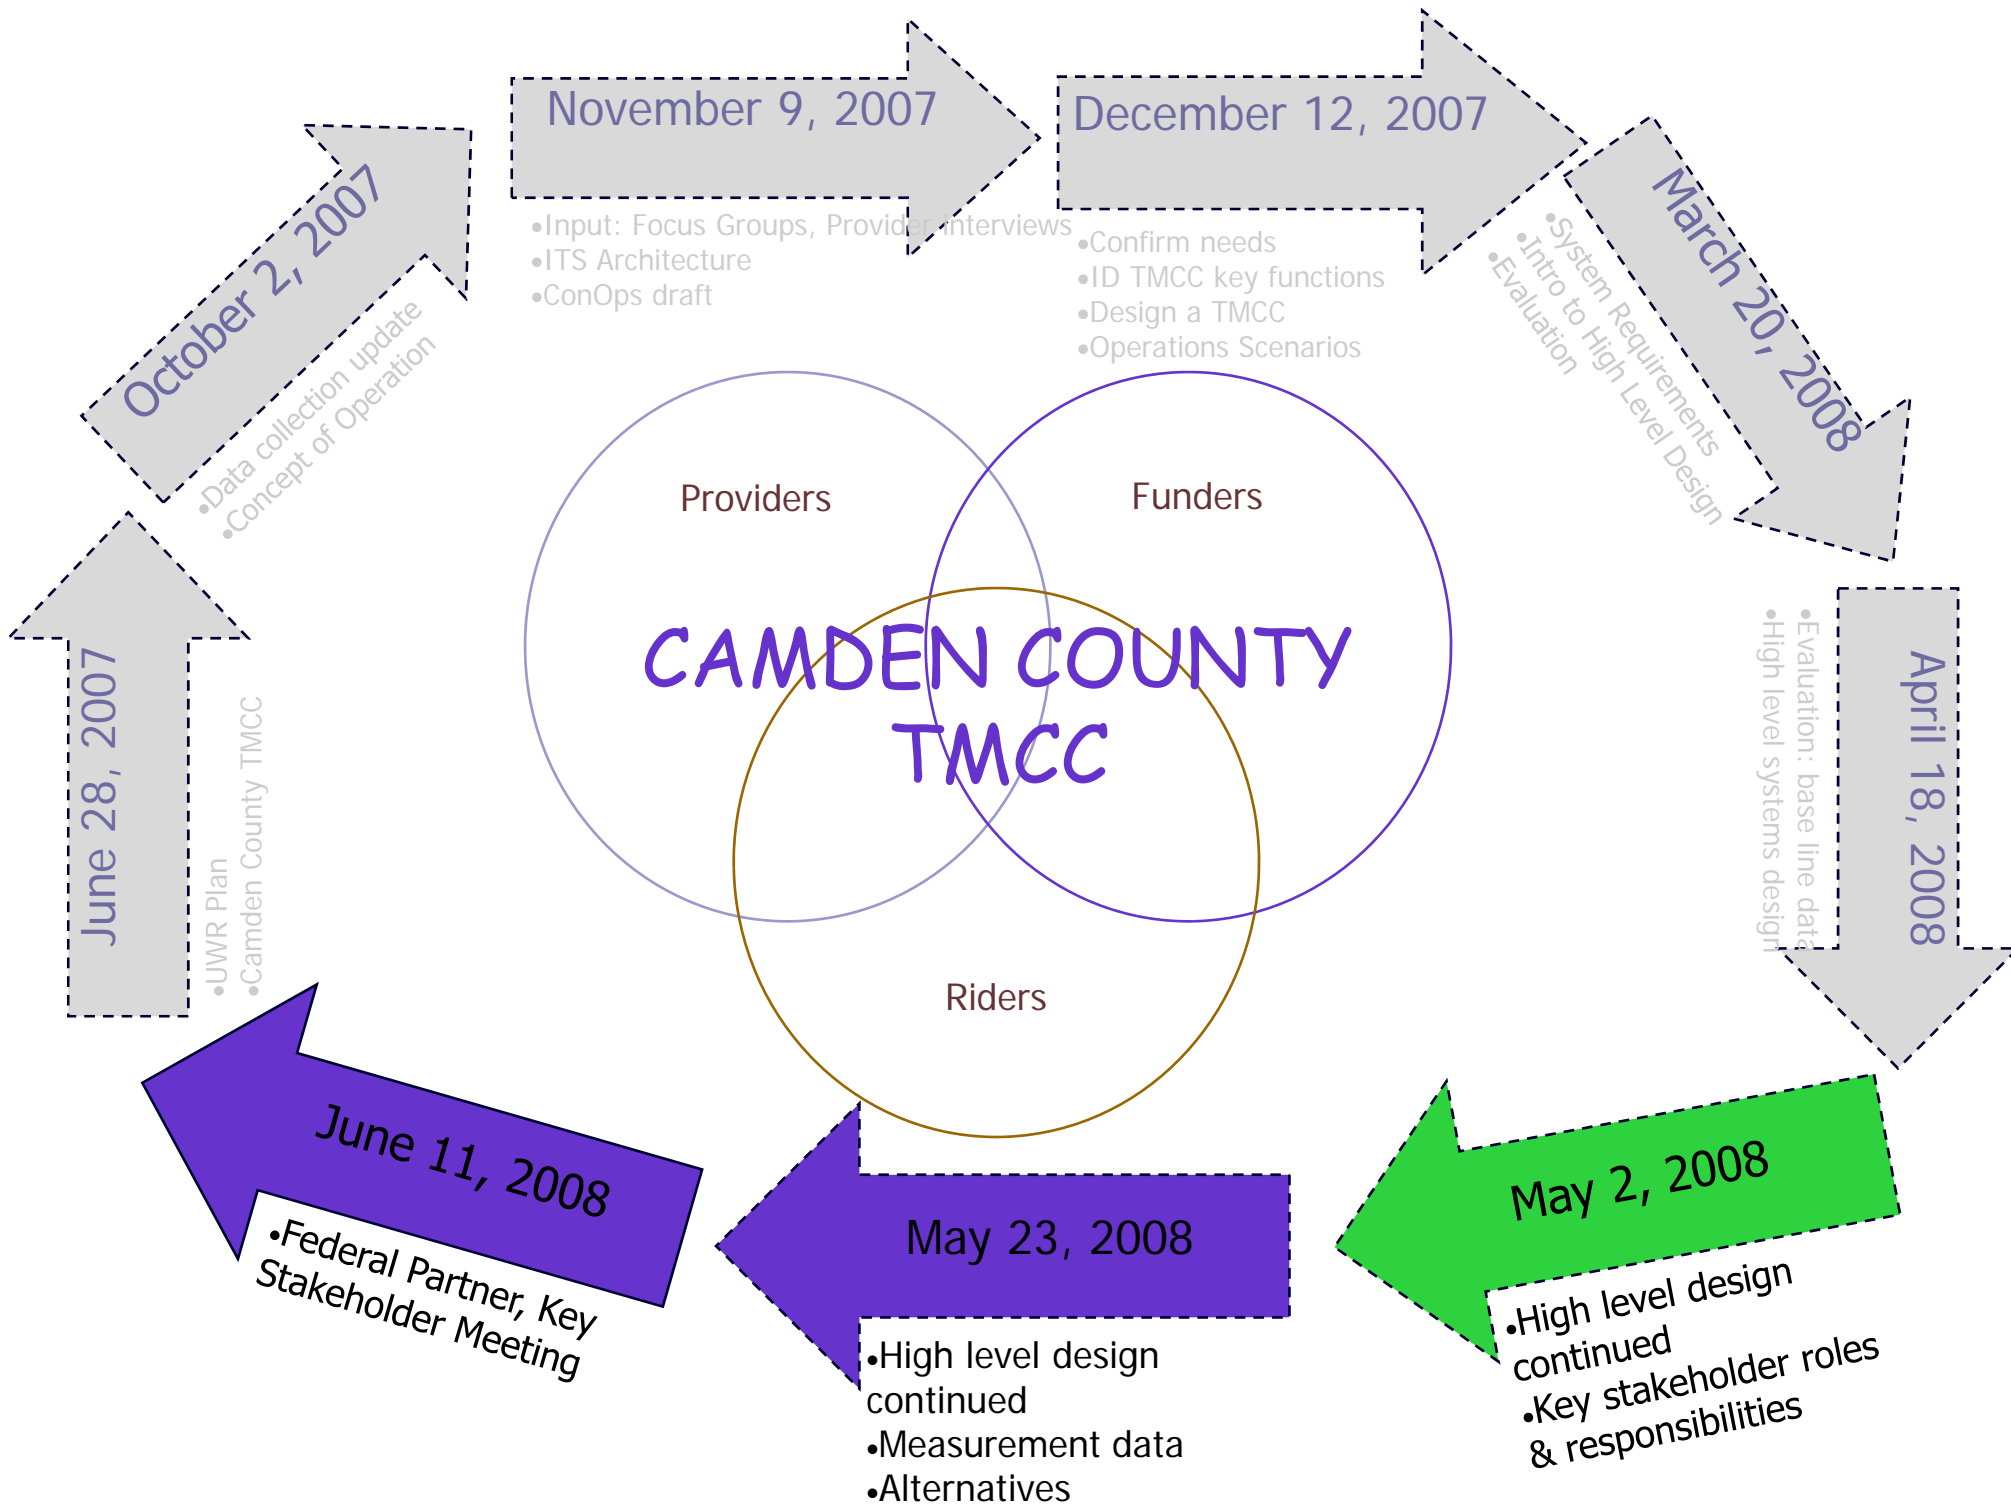 June 28, 2007
•UWR Plan
•Camden County TMCC
October 2, 2007
•Data collection update
•Concept of Operation
November 9, 2007
•Input: Focus Groups, Provider interviews
•ITS Architecture
•ConOps draft
December 12, 2007
•Confirm needs
•ID TMCC key functions
•Design a TMCC
•Operations Scenarios
March 20, 2008
•System Requirements
•Intro to High Level Design
•Evaluation
April 18, 2008
•Evaluation: base line data
•High level systems design
May 2, 2008
•High level design
continued
•Key stakeholder roles
& responsibilities
May 23, 2008
•High level design
continued
•Measurement data
•Alternatives
June 11, 2008
•Federal Partner, Key
Stakeholder Meeting
Providers
Funders
CAMDEN COUNTY
TMCC
Riders